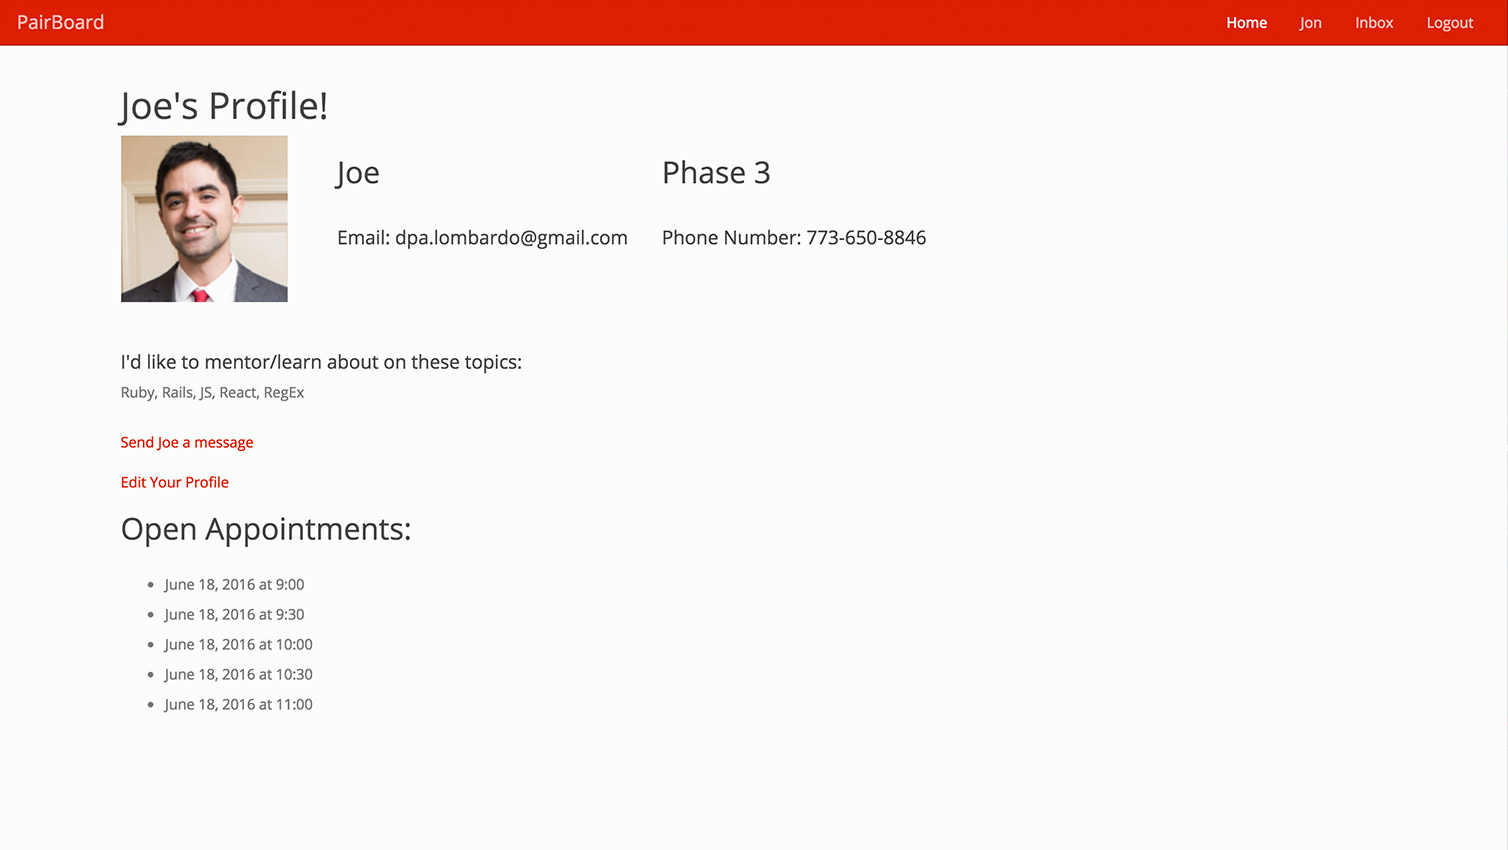 PairBoard Home Jon Inbox Logout
Joe's Profile!
Joe Phase 3
Email: dpa.lombardo@gmail.com Phone Number: 773-650-8846
I'd like to mentor/learn about on these topics:
Ruby, Rails, JS, React, RegEx
Send Joe a message
Edit Your Profile
Open Appointments:
• June 18, 2016 at 9:00
• June 18, 2016 at 9:30
• June 18, 2016 at 10:00
• June 18, 2016 at 10:30
• June 18, 2016 at 11:00